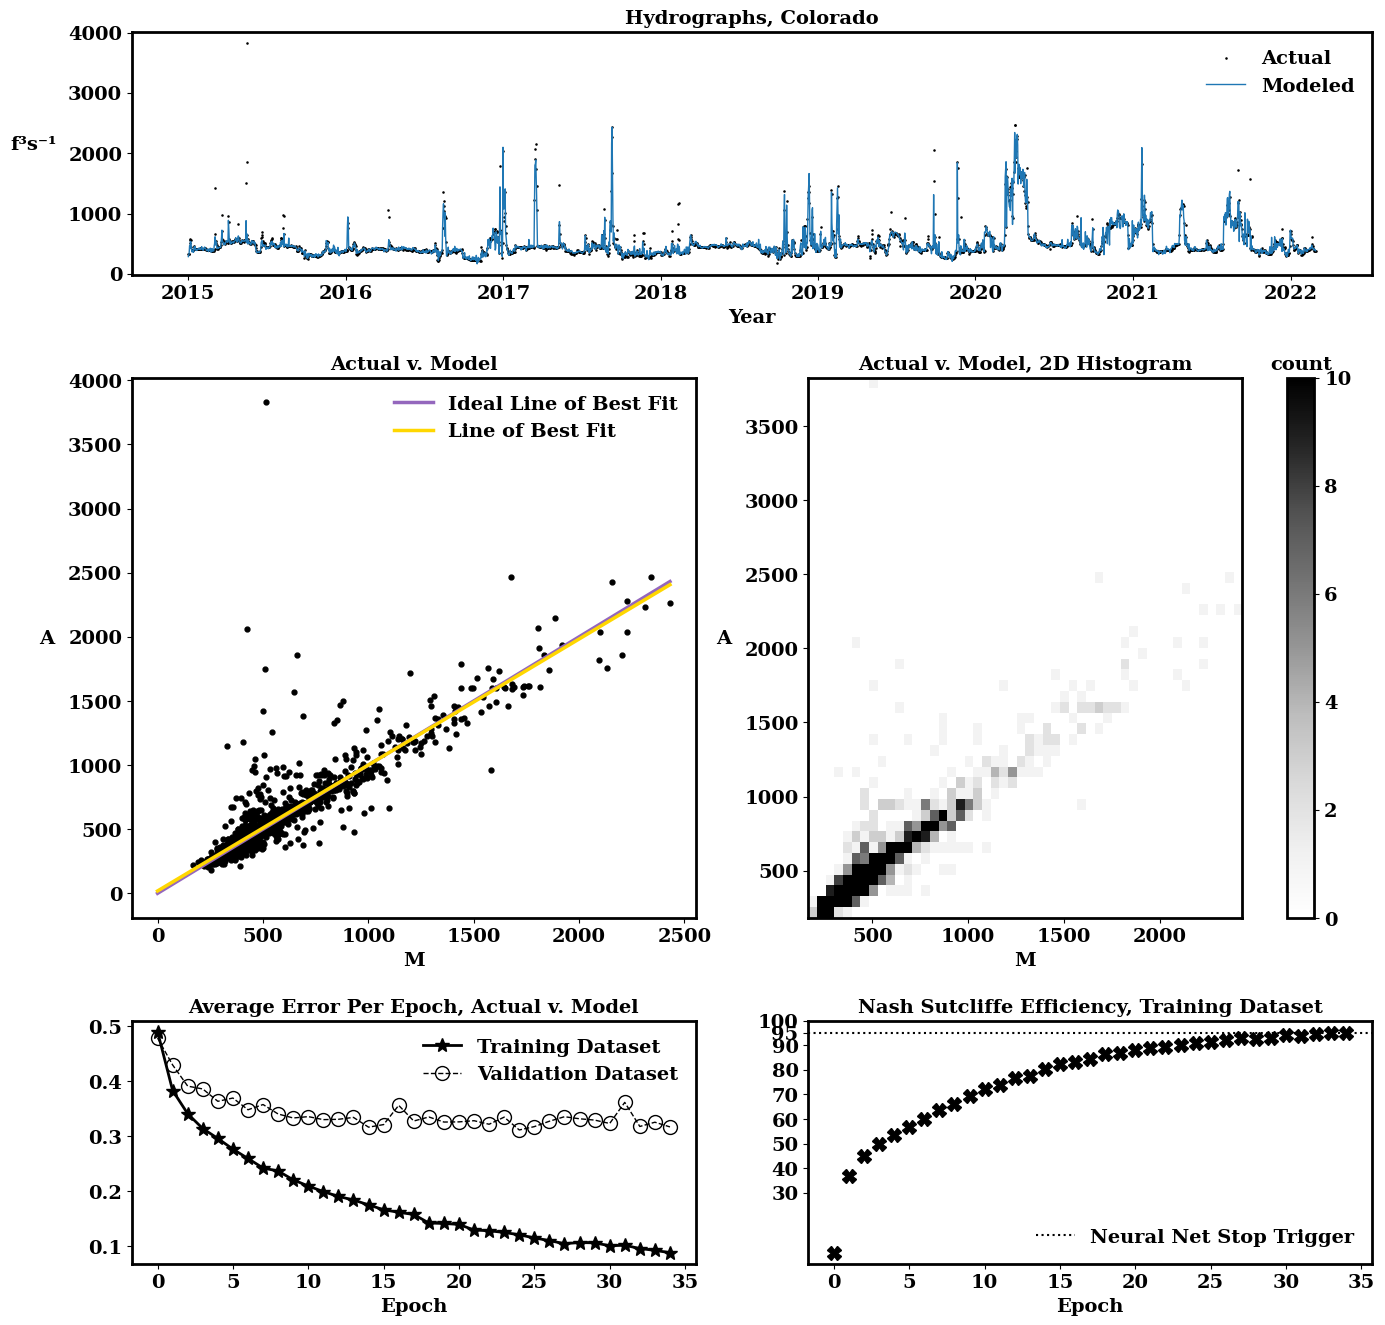 Hydrographs, Colorado
4000
3000
f³s⁻¹
2000
1000
0
Actual
Modeled
2015 2016 2017 2018 2019 2020 2021 2022
Year
Actual v. Model
4000
3500
3000
2500
A
2000
1500
1000
500
0
Ideal Line of Best Fit
Line of Best Fit
0 500 1000 1500 2000 2500
M
Actual v. Model, 2D Histogram
3500
3000
2500
A
2000
1500
1000
500
500 1000 1500 2000
M
count
10
8
6
4
2
0
Average Error Per Epoch, Actual v. Model
0.5
0.4
0.3
0.2
0.1
Training Dataset
Validation Dataset
0 5 10 15 20 25 30 35
Epoch
Nash Sutcliffe Efficiency, Training Dataset
100
95
90
80
70
60
50
40
30
Neural Net Stop Trigger
0 5 10 15 20 25 30 35
Epoch